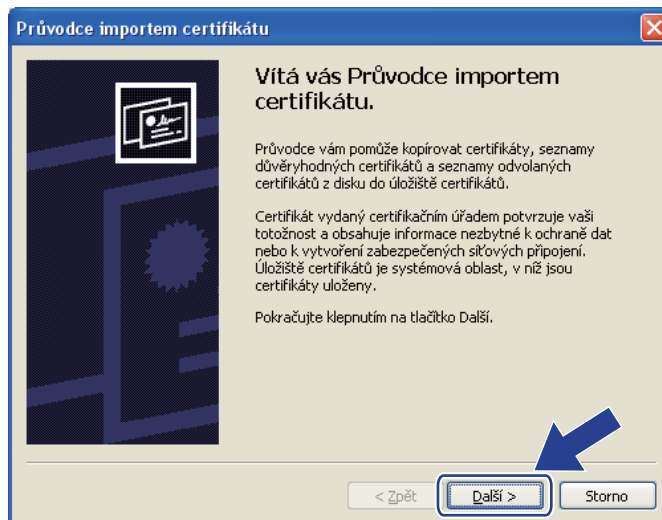 Průvodce importem certifikátu
Vítá vás Průvodce importem
certifikátu.
Průvodce vám pomůže kopírovat certifikáty, seznamy
důvěryhodných certifikátů a seznamy odvolaných
certifikátů z disku do úložiště certifikátů.
Certifikát vydaný certifikačním úřadem potvrzuje vaši
totožnost a obsahuje informace nezbytné k ochraně dat
nebo k vytvoření zabezpečených síťových připojení.
Úložiště certifikátů je systémová oblast, v níž jsou
certifikáty uloženy.
Pokračujte klepnutím na tlačítko Další.
< Zpět Další > Storno